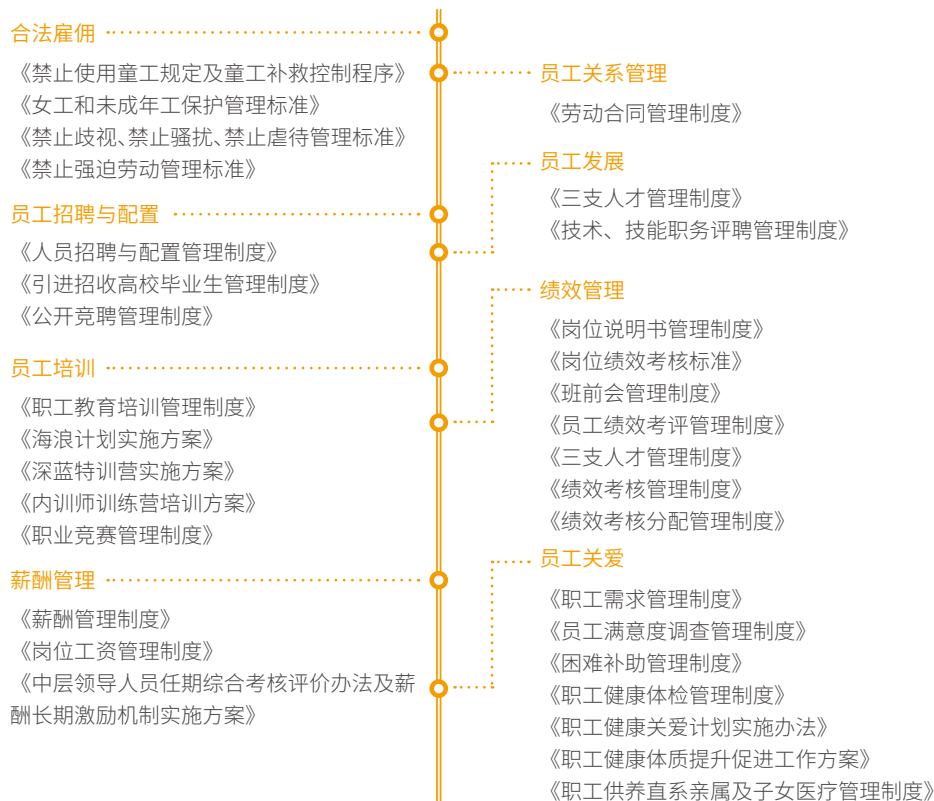 合法雇佣
《禁止使用童工规定及童工补救控制程序》
《女工和未成年工保护管理标准》
《禁止歧视、禁止骚扰、禁止虐待管理标准》
《禁止强迫劳动管理标准》
员工招聘与配置
《人员招聘与配置管理制度》
《引进招收高校毕业生管理制度》
《公开竞聘管理制度》
员工培训
《职工教育培训管理制度》
《海浪计划实施方案》
《深蓝特训营实施方案》
《内训师训练营培训方案》
《职业竞赛管理制度》
薪酬管理
《薪酬管理制度》
《岗位工资管理制度》
《中层领导人员任期综合考核评价办法及薪
酬长期激励机制实施方案》
员工关系管理
《劳动合同管理制度》
员工发展
《三支人才管理制度》
《技术、技能职务评聘管理制度》
绩效管理
《岗位说明书管理制度》
《岗位绩效考核标准》
《班前会管理制度》
《员工绩效考评管理制度》
《三支人才管理制度》
《绩效考核管理制度》
《绩效考核分配管理制度》
员工关爱
《职工需求管理制度》
《员工满意度调查管理制度》
《困难补助管理制度》
《职工健康体检管理制度》
《职工健康关爱计划实施办法》
《职工健康体质提升促进工作方案》
《职工供养直系亲属及子女医疗管理制度》